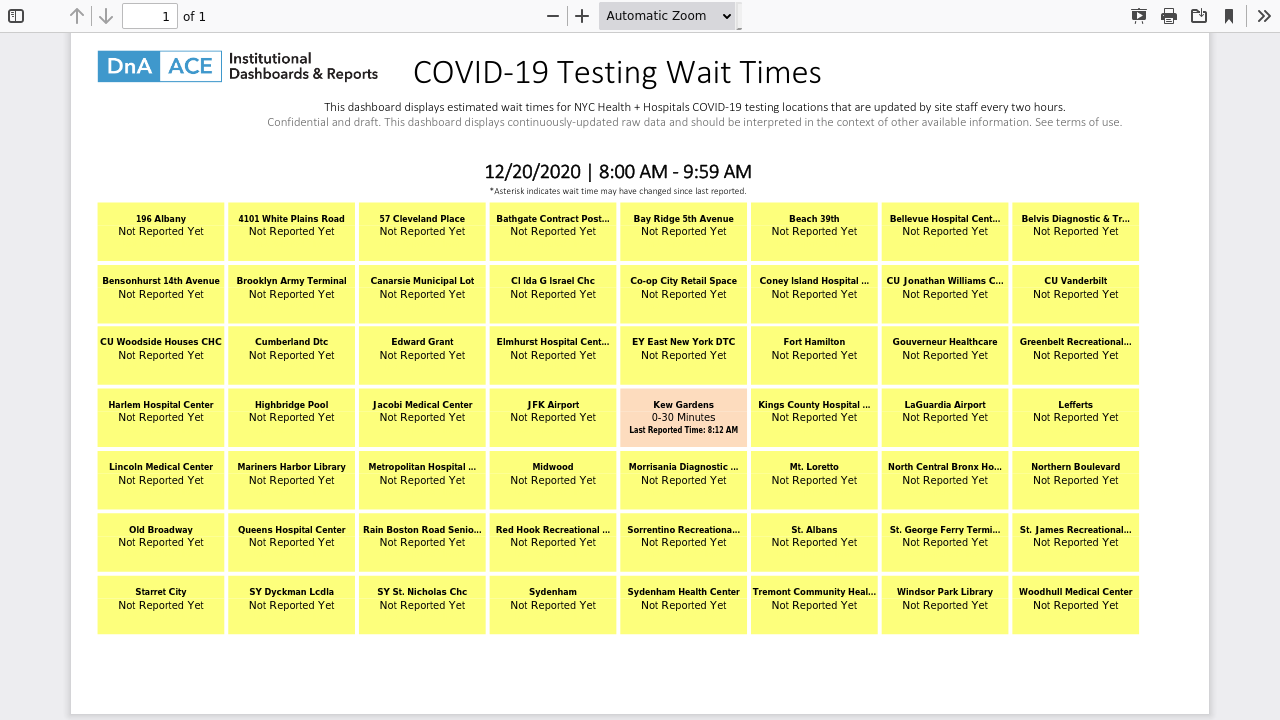 1 of 1 Automatic Zoom
DnA ACE Institutional
Dashboards & Reports
COVID-19 Testing Wait Times
This dashboard displays estimated wait times for NYC Health + Hospitals COVID-19 testing locations that are updated by site staff every two hours.
Confidential and draft. This dashboard displays continuously-updated raw data and should be interpreted in the context of other available information. See terms of use.
12/20/2020 | 8:00 AM - 9:59 AM
*Asterisk indicates wait time may have changed since last reported.
196 Albany 4101 White Plains Road 57 Cleveland Place Bathgate Contract Post... Bay Ridge 5th Avenue Beach 39th Bellevue Hospital Cent... Belvis Diagnostic & Tr...
Not Reported Yet Not Reported Yet Not Reported Yet Not Reported Yet Not Reported Yet Not Reported Yet Not Reported Yet Not Reported Yet
Bensonhurst 14th Avenue Brooklyn Army Terminal Canarsie Municipal Lot CI Ida G Israel Chc Co-op City Retail Space Coney Island Hospital ... CU Jonathan Williams C... CU Vanderbilt
Not Reported Yet Not Reported Yet Not Reported Yet Not Reported Yet Not Reported Yet Not Reported Yet Not Reported Yet Not Reported Yet
CU Woodside Houses CHC Cumberland Dtc Edward Grant Elmhurst Hospital Cent... EY East New York DTC Fort Hamilton Gouverneur Healthcare Greenbelt Recreational...
Not Reported Yet Not Reported Yet Not Reported Yet Not Reported Yet Not Reported Yet Not Reported Yet Not Reported Yet Not Reported Yet
Harlem Hospital Center Highbridge Pool Jacobi Medical Center JFK Airport Kew Gardens Kings County Hospital ... LaGuardia Airport Lefferts
Not Reported Yet Not Reported Yet Not Reported Yet Not Reported Yet 0-30 Minutes Not Reported Yet Not Reported Yet Not Reported Yet
Last Reported Time: 8:12 AM
Lincoln Medical Center Mariners Harbor Library Metropolitan Hospital ... Midwood Morrisania Diagnostic ... Mt. Loretto North Central Bronx Ho... Northern Boulevard
Not Reported Yet Not Reported Yet Not Reported Yet Not Reported Yet Not Reported Yet Not Reported Yet Not Reported Yet Not Reported Yet
Old Broadway Queens Hospital Center Rain Boston Road Senio... Red Hook Recreational ... Sorrentino Recreationa... St. Albans St. George Ferry Termi... St. James Recreational...
Not Reported Yet Not Reported Yet Not Reported Yet Not Reported Yet Not Reported Yet Not Reported Yet Not Reported Yet Not Reported Yet
Starret City SY Dyckman Lcdla SY St. Nicholas Chc Sydenham Sydenham Health Center Tremont Community Heal... Windsor Park Library Woodhull Medical Center
Not Reported Yet Not Reported Yet Not Reported Yet Not Reported Yet Not Reported Yet Not Reported Yet Not Reported Yet Not Reported Yet